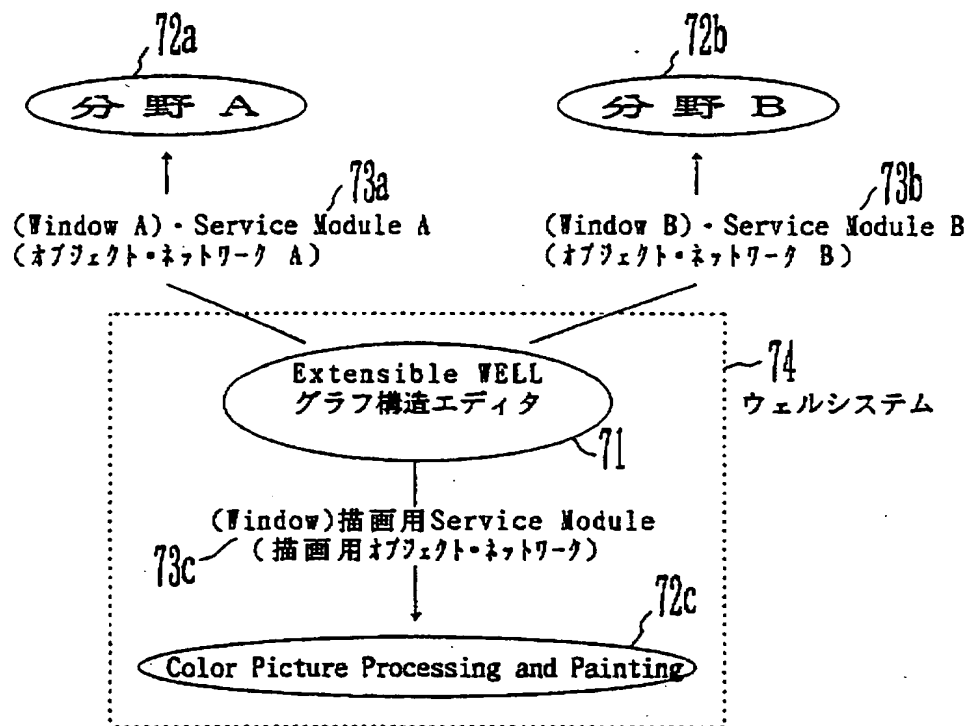 72a
72b
分野 A
分野 B
73a
73b
(Window A)・Service Module A
(オブジェクト・ネットワーク A)
(Window B)・Service Module B
(オブジェクト・ネットワーク B)
Extensible WELL
グラフ構造エディタ
74
ウェルシステム
71
(Window)描画用Service Module
(描画用オブジェクト・ネットワーク)
73c
72c
Color Picture Processing and Painting